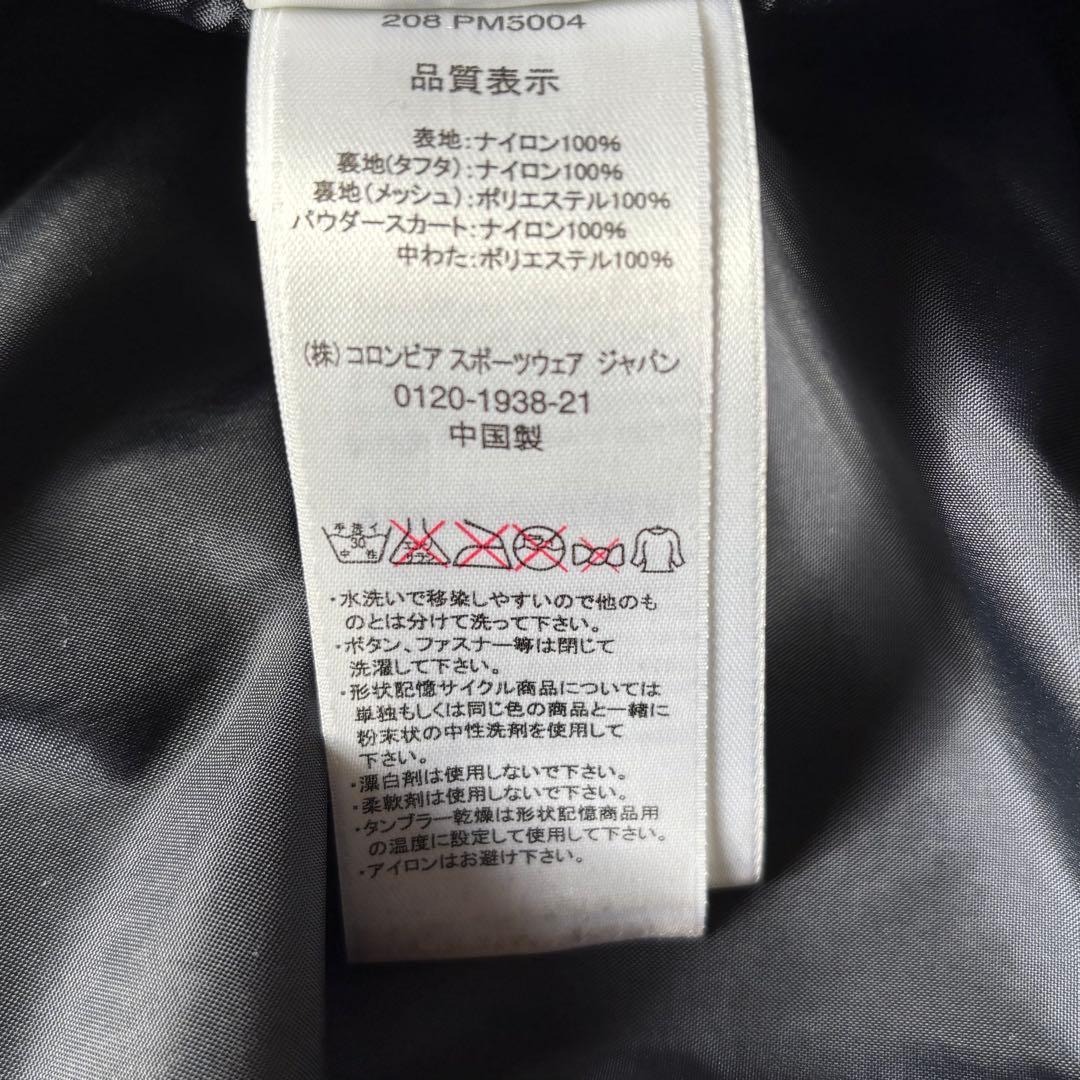 208 PM5004
品質表示
表地:ナイロン100%
裏地(タフタ):ナイロン100%
裏地(メッシュ):ポリエステル100%
パウダースカート:ナイロン100%
中わた:ポリエステル100%
(株)コロンビア スポーツウェア ジャパン
0120-1938-21
中国製
手洗イ
30
中性
・水洗いで移染しやすいので他のも
のとは分けて洗って下さい。
・ボタン、ファスナー等は閉じて
洗濯して下さい。
・形状記憶サイクル商品については
単独もしくは同じ色の商品と一緒に
粉末状の中性洗剤を使用して
下さい。
・漂白剤は使用しないで下さい。
・柔軟剤は使用しないで下さい。
・タンブラー乾燥は形状記憶商品用
の温度に設定して使用して下さい。
・アイロンはお避け下さい。